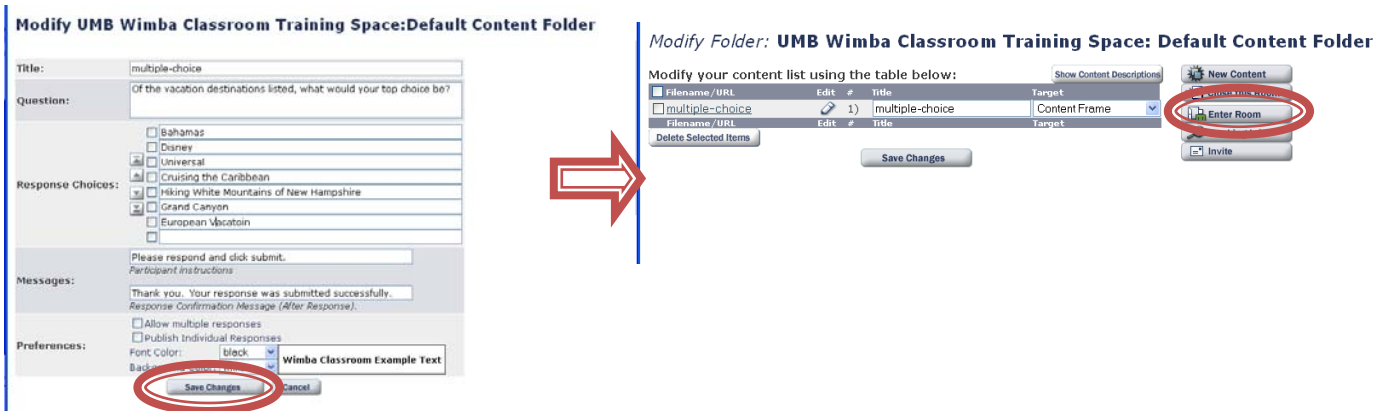 Modify UMB Wimba Classroom Training Space:Default Content Folder
Title:
multiple-choice
Question:
Of the vacation destinations listed, what would your top choice be?
Response Choices:
Bahamas
Disney
Universal
Cruising the Caribbean
Hiking White Mountains of New Hampshire
Grand Canyon
European Vacatoin
Messages:
Please respond and click submit.
Participant instructions
Thank you. Your response was submitted successfully.
Response Confirmation Message (After Response).
Preferences:
Allow multiple responses
Publish Individual Responses
Font Color: black
Wimba Classroom Example Text
Save Changes Cancel
Modify Folder: UMB Wimba Classroom Training Space: Default Content Folder
Modify your content list using the table below:
Show Content Descriptions
Filename/URL Edit # Title Target
multiple-choice 1) multiple-choice Content Frame
Filename/URL Edit # Title Target
Delete Selected Items
Save Changes
New Content
Enter Room
Invite